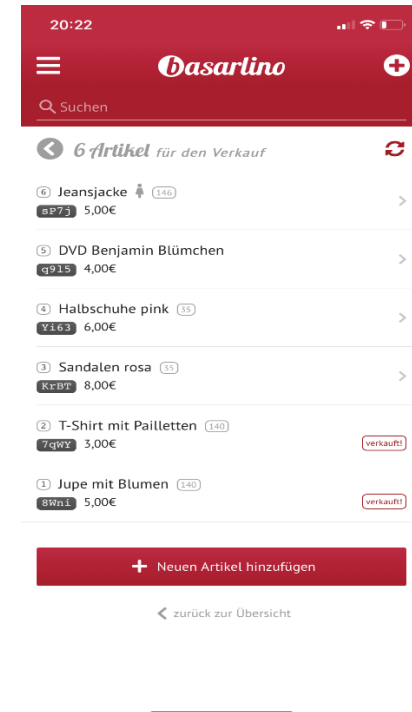 20:22
basarlino
Suchen
6 Artikel für den Verkauf
6 Jeansjacke 146
sP7j 5,00€
5 DVD Benjamin Blümchen
q915 4,00€
4 Halbschuhe pink 35
Yi63 6,00€
3 Sandalen rosa 35
KrBT 8,00€
2 T-Shirt mit Pailletten 140
7qWY 3,00€ verkauft!
1 Jupe mit Blumen 140
8Wni 5,00€ verkauft!
Neuen Artikel hinzufügen
zurück zur Übersicht